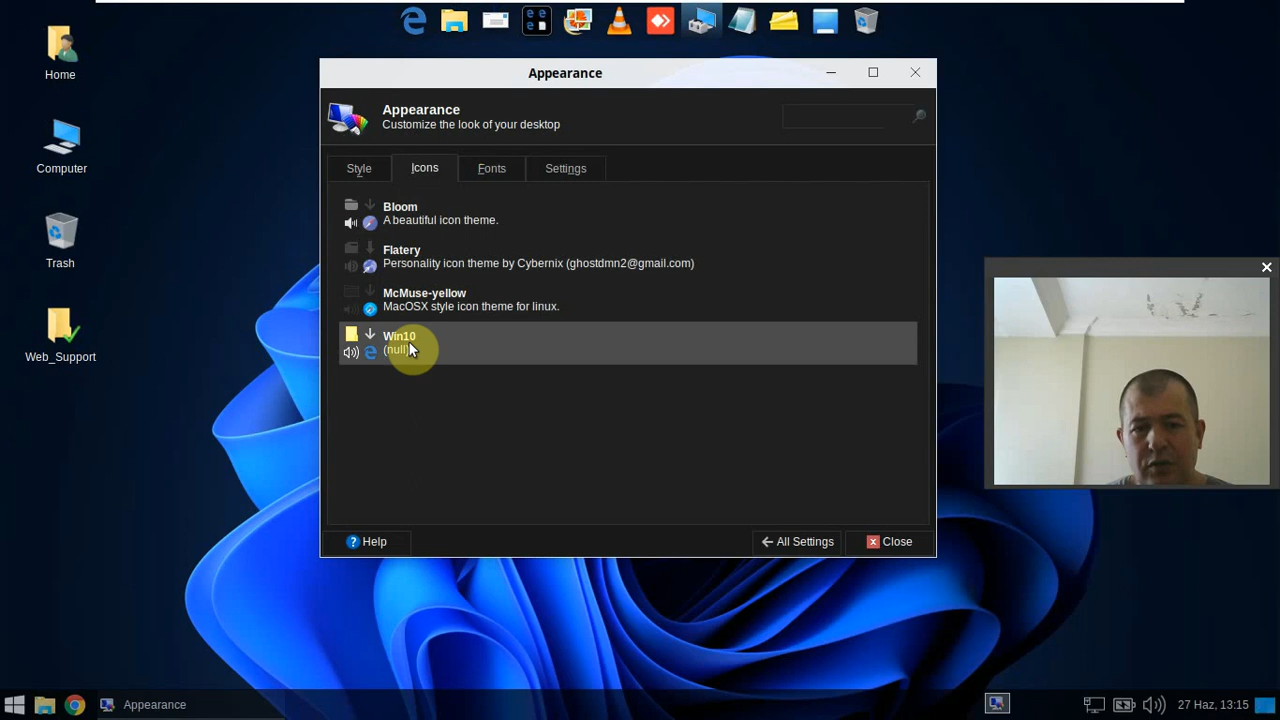 Home
Computer
Trash
Web_Support
Appearance
Appearance
Customize the look of your desktop
Style
Icons
Fonts
Settings
Bloom
A beautiful icon theme.
Flatery
Personality icon theme by Cybernix (ghostdmn2@gmail.com)
McMuse-yellow
MacOSX style icon theme for linux.
Win10
(null)
Help
All Settings
Close
Appearance
27 Haz, 13:15